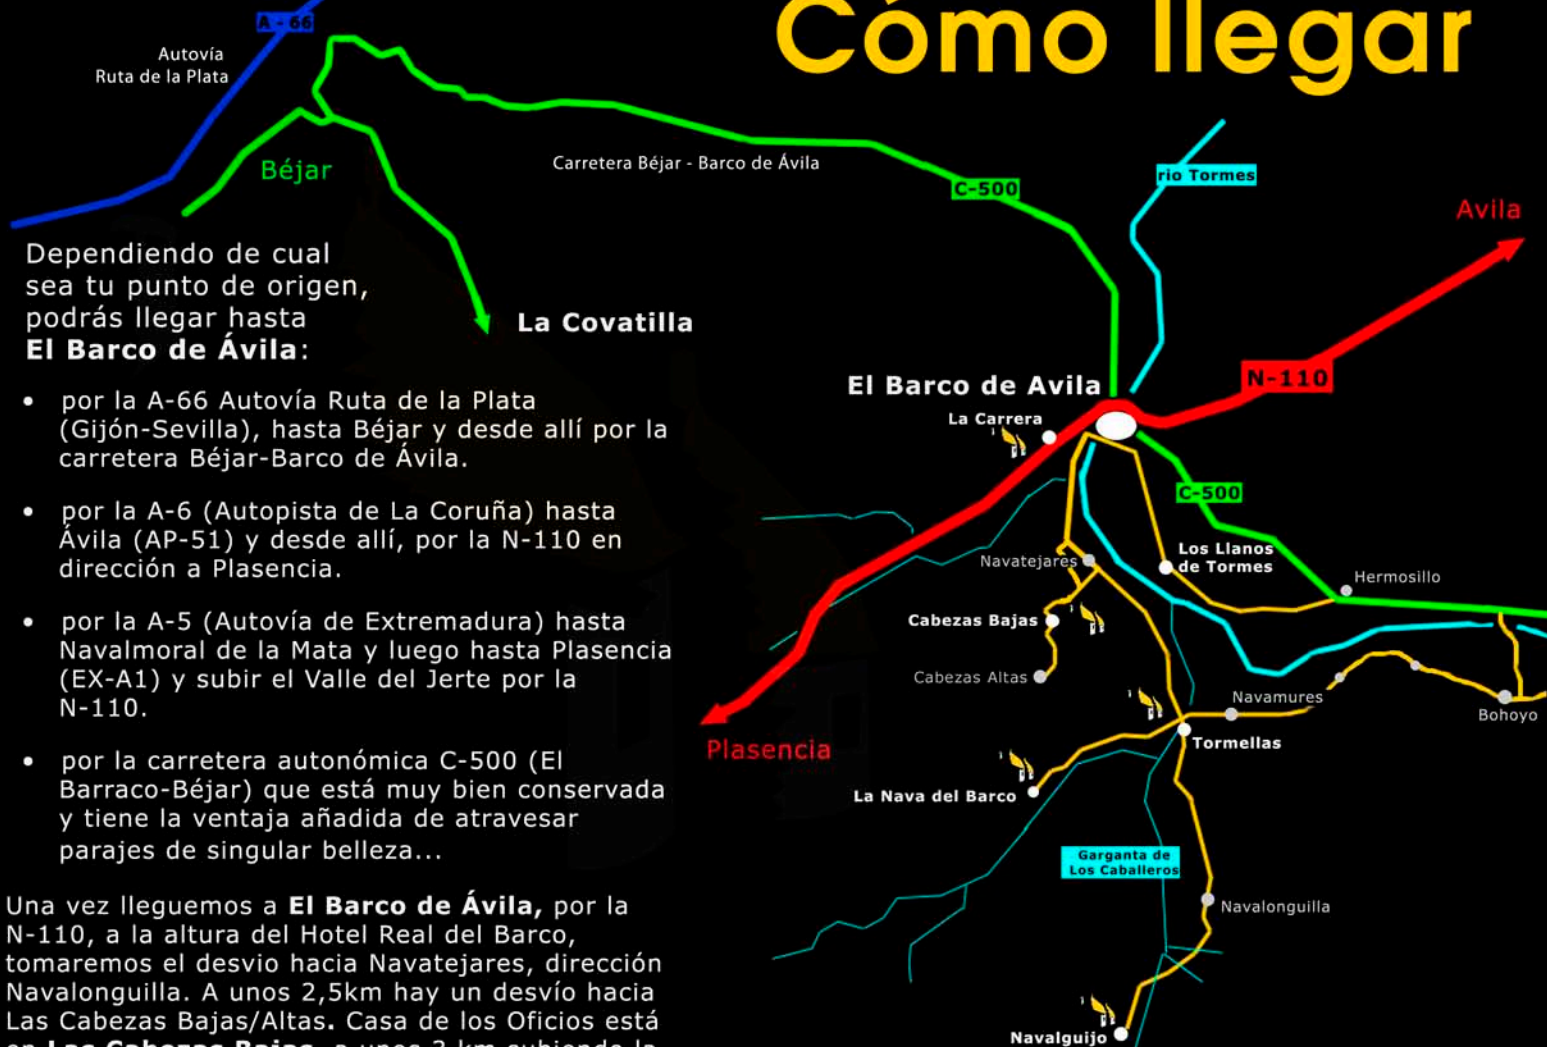 Cómo llegar
A - 66
Autovía
Ruta de la Plata
Béjar
Carretera Béjar - Barco de Ávila
C-500
rio Tormes
Avila
Dependiendo de cual
sea tu punto de origen,
podrás llegar hasta
El Barco de Ávila:
La Covatilla
• por la A-66 Autovía Ruta de la Plata
(Gijón-Sevilla), hasta Béjar y desde allí por la
carretera Béjar-Barco de Ávila.
• por la A-6 (Autopista de La Coruña) hasta
Ávila (AP-51) y desde allí, por la N-110 en
dirección a Plasencia.
• por la A-5 (Autovía de Extremadura) hasta
Navalmoral de la Mata y luego hasta Plasencia
(EX-A1) y subir el Valle del Jerte por la
N-110.
• por la carretera autonómica C-500 (El
Barraco-Béjar) que está muy bien conservada
y tiene la ventaja añadida de atravesar
parajes de singular belleza...
Una vez lleguemos a El Barco de Ávila, por la
N-110, a la altura del Hotel Real del Barco,
tomaremos el desvio hacia Navatejares, dirección
Navalonguilla. A unos 2,5km hay un desvío hacia
Las Cabezas Bajas/Altas. Casa de los Oficios está
en Las Cabezas Bajas, a unos 3 km subiendo la
N-110
El Barco de Avila
La Carrera
C-500
Los Llanos
de Tormes
Navatejares
Hermosillo
Cabezas Bajas
Cabezas Altas
Navamures
Bohoyo
Plasencia
Tormellas
La Nava del Barco
Garganta de
Los Caballeros
Navalonguilla
Navalguijo